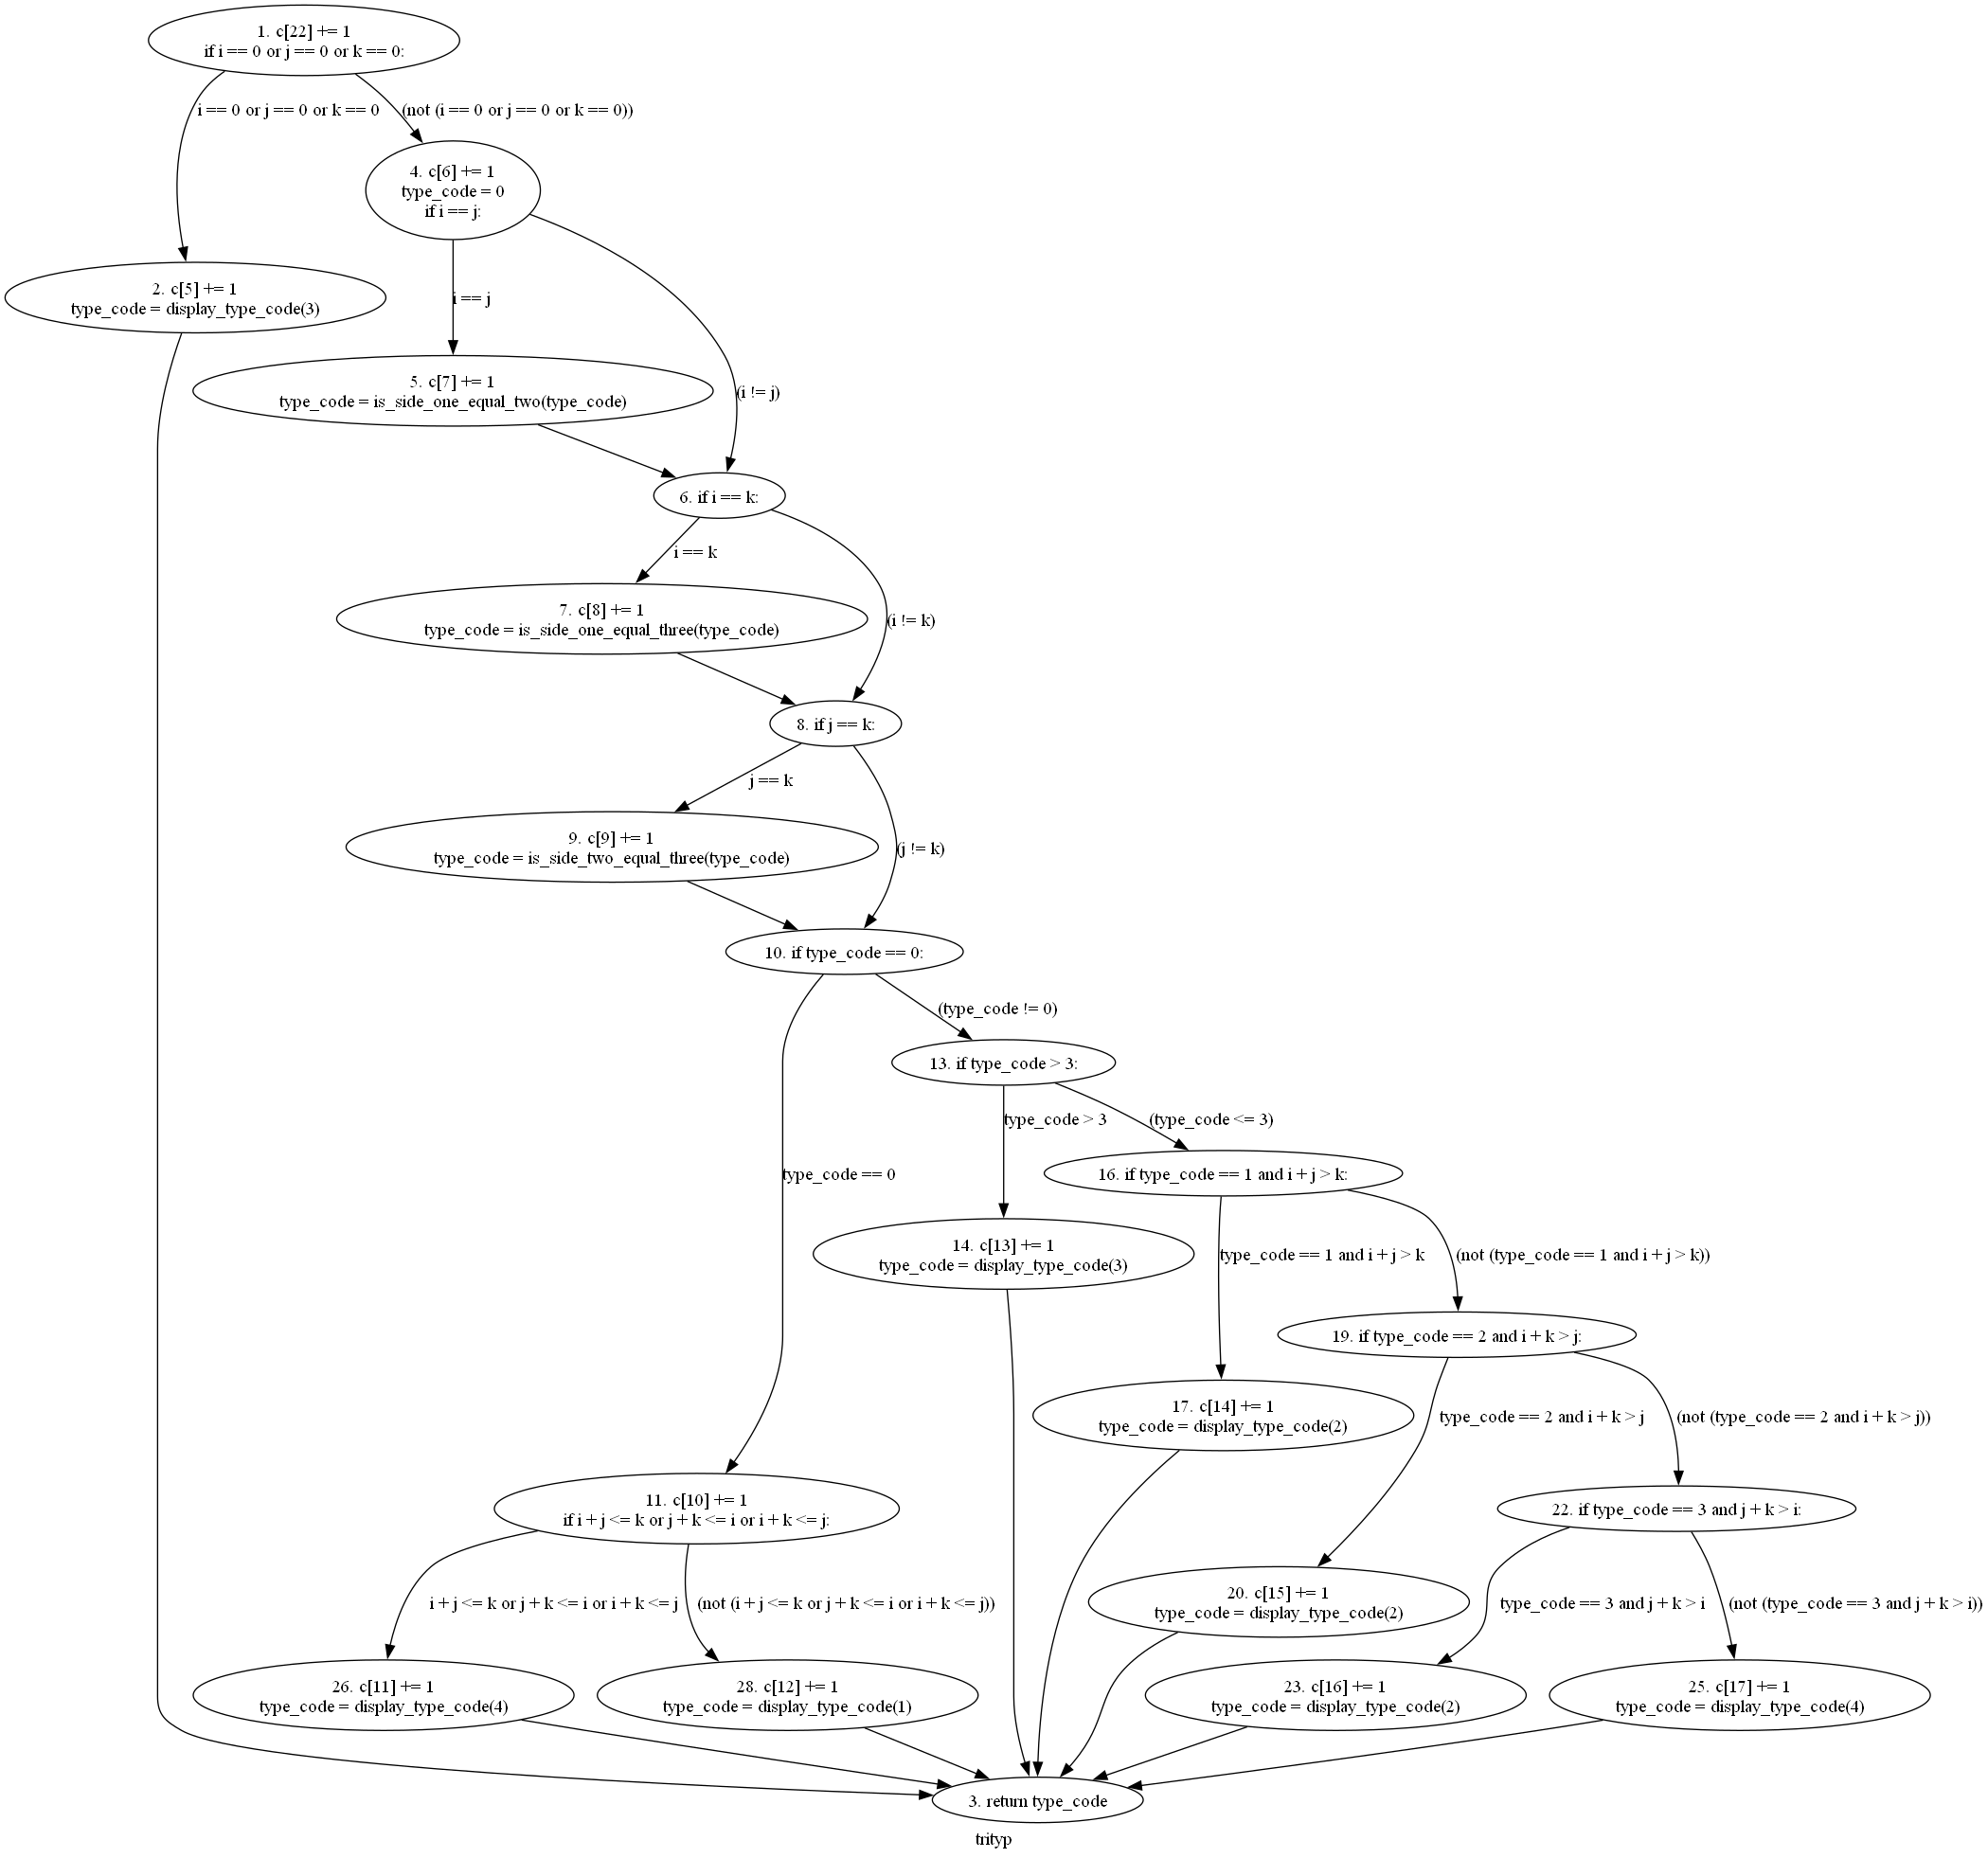 1. c[22] += 1
if i == 0 or j == 0 or k == 0:
i == 0 or j == 0 or k == 0
(not (i == 0 or j == 0 or k == 0))
4. c[6] += 1
type_code = 0
if i == j:
2. c[5] += 1
type_code = display_type_code(3)
i == j
5. c[7] += 1
type_code = is_side_one_equal_two(type_code)
(i != j)
6. if i == k:
i == k
7. c[8] += 1
type_code = is_side_one_equal_three(type_code)
(i != k)
8. if j == k:
j == k
9. c[9] += 1
type_code = is_side_two_equal_three(type_code)
(j != k)
10. if type_code == 0:
(type_code != 0)
13. if type_code > 3:
type_code > 3
(type_code <= 3)
type_code == 0
16. if type_code == 1 and i + j > k:
14. c[13] += 1
type_code = display_type_code(3)
type_code == 1 and i + j > k
(not (type_code == 1 and i + j > k))
19. if type_code == 2 and i + k > j:
17. c[14] += 1
type_code = display_type_code(2)
type_code == 2 and i + k > j
(not (type_code == 2 and i + k > j))
11. c[10] += 1
if i + j <= k or j + k <= i or i + k <= j:
22. if type_code == 3 and j + k > i:
i + j <= k or j + k <= i or i + k <= j
(not (i + j <= k or j + k <= i or i + k <= j))
20. c[15] += 1
type_code = display_type_code(2)
type_code == 3 and j + k > i
(not (type_code == 3 and j + k > i))
26. c[11] += 1
type_code = display_type_code(4)
28. c[12] += 1
type_code = display_type_code(1)
23. c[16] += 1
type_code = display_type_code(2)
25. c[17] += 1
type_code = display_type_code(4)
3. return type_code
trityp